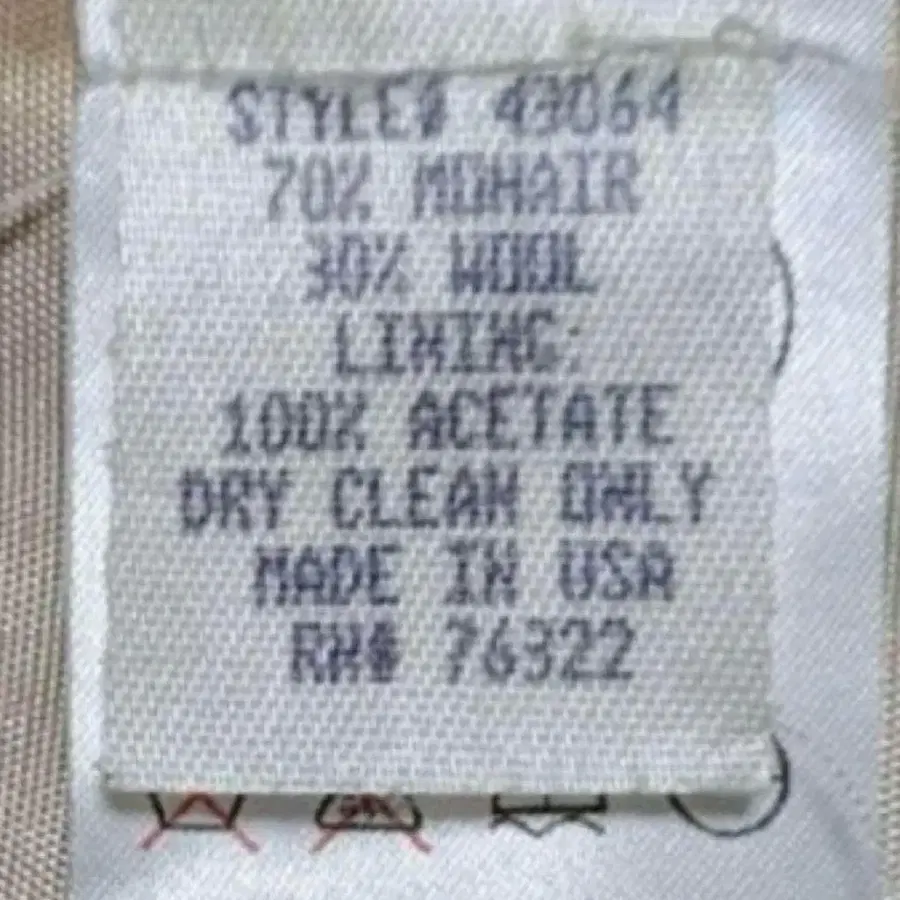 STYLE# 43064
70% MOHAIR
30% WOOL
LINING:
100% ACETATE
DRY CLEAN ONLY
MADE IN USA
RN# 76322